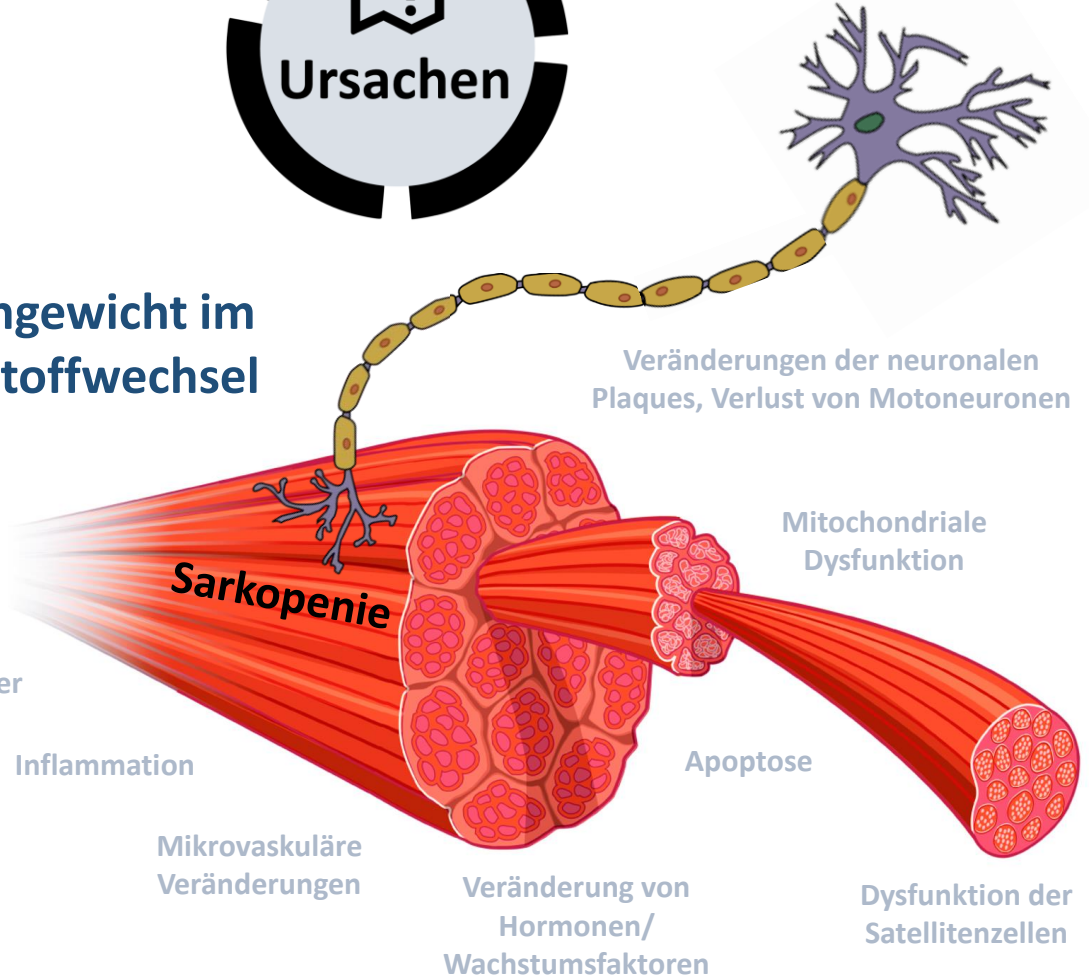 Ursachen
ngewicht im
toffwechsel
Veränderungen der neuronalen
Plaques, Verlust von Motoneuronen
Mitochondriale
Dysfunktion
Sarkopenie
er
Inflammation
Apoptose
Mikrovaskuläre
Veränderungen
Veränderung von
Hormonen/
Wachstumsfaktoren
Dysfunktion der
Satellitenzellen